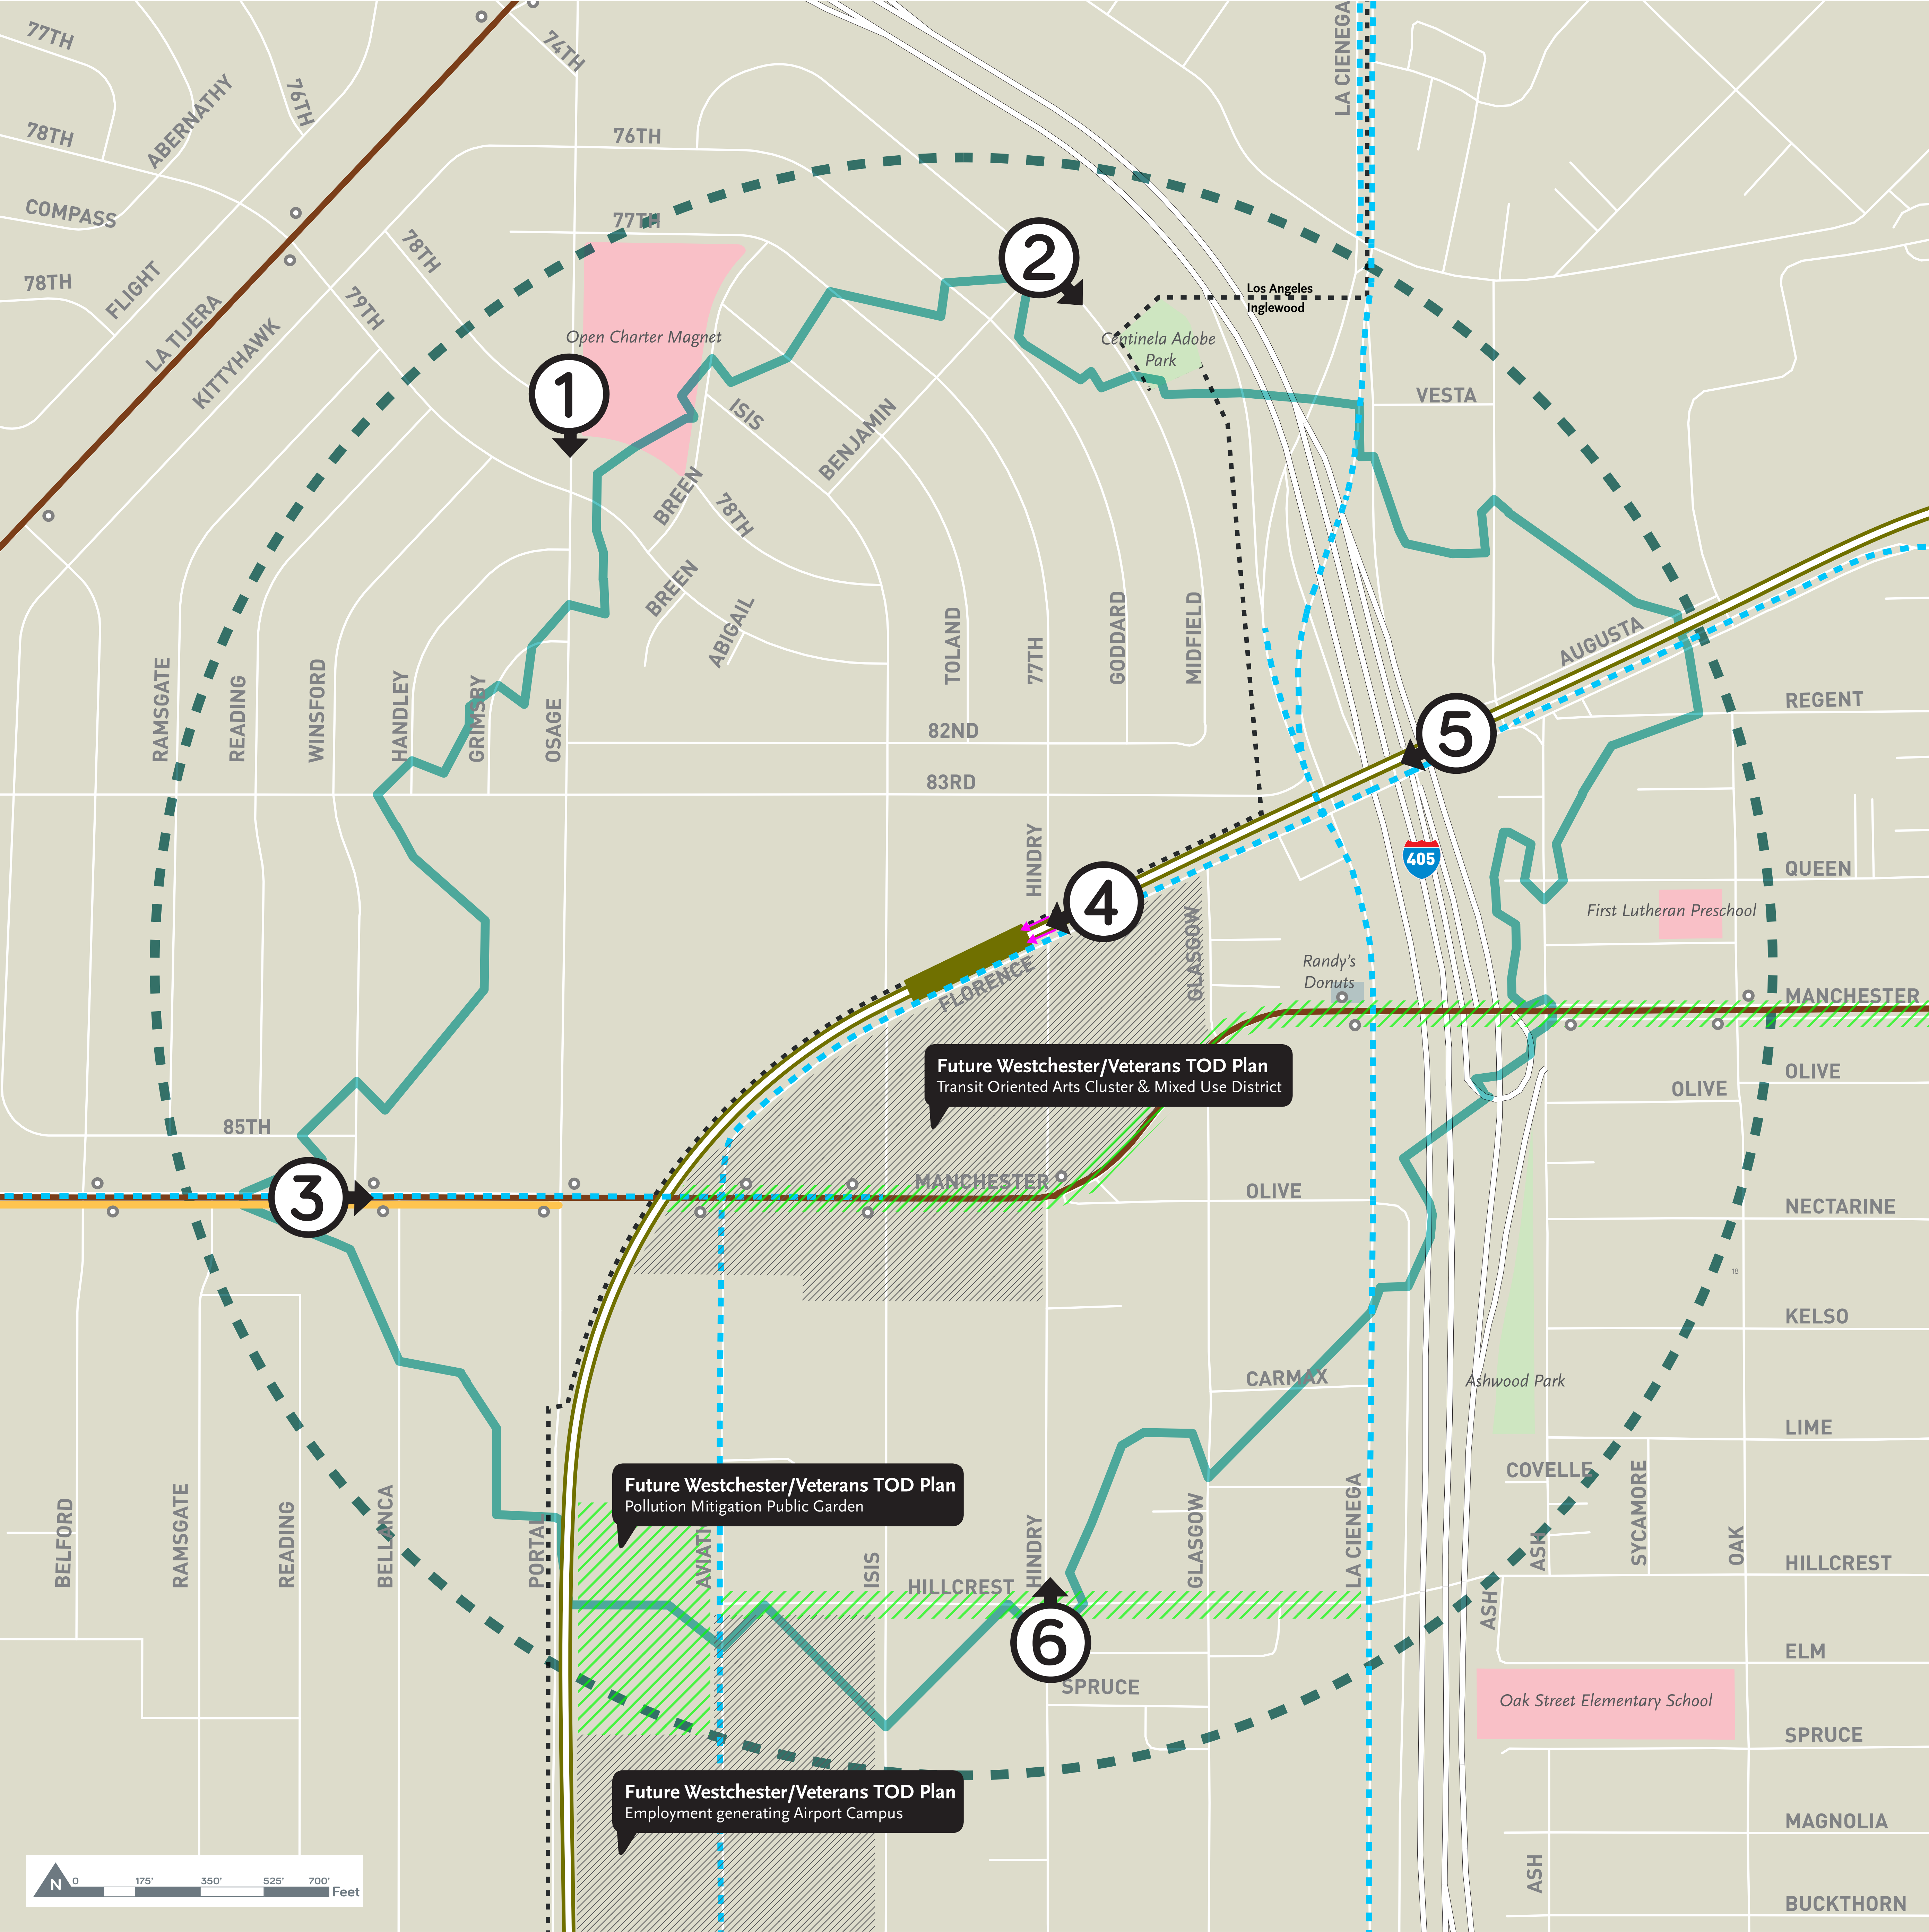 77TH
74TH
LA CIENEGA
ABERNATHY
76TH
78TH
76TH
COMPASS
77TH
78TH
78TH
FLIGHT
79TH
LA TIJERA
KITTYHAWK
2
Los Angeles
Inglewood
Open Charter Magnet
Centinela Adobe
Park
1
ISIS
BENJAMIN
VESTA
BREEN
78TH
BREEN
ABIGAIL
TOLAND
77TH
GODDARD
MIDFIELD
AUGUSTA
RAMSGATE
READING
WINSFORD
HANDLEY
GRIMSBY
OSAGE
82ND
83RD
5
REGENT
405
HINDRY
4
QUEEN
First Lutheran Preschool
GLASGOW
FLORENCE
Randy's
Donuts
MANCHESTER
Future Westchester/Veterans TOD Plan
Transit Oriented Arts Cluster & Mixed Use District
OLIVE
OLIVE
85TH
3
MANCHESTER
OLIVE
NECTARINE
18
KELSO
CARMAX
Ashwood Park
LIME
COVELLE
Future Westchester/Veterans TOD Plan
Pollution Mitigation Public Garden
BELFORD
RAMSGATE
READING
BELLANCA
PORTAL
AVIATI
ISIS
HINDRY
GLASGOW
LA CIENEGA
ASH
SYCAMORE
OAK
HILLCREST
HILLCREST
ASH
6
ELM
SPRUCE
Oak Street Elementary School
SPRUCE
Future Westchester/Veterans TOD Plan
Employment generating Airport Campus
MAGNOLIA
ASH
N
0 175' 350' 525' 700'
Feet
BUCKTHORN